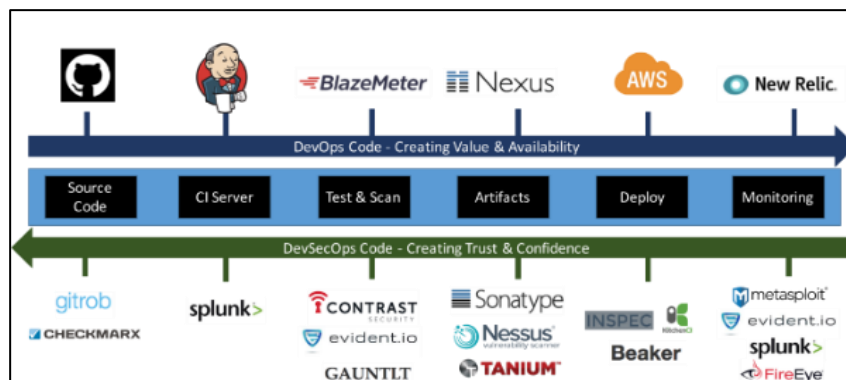 BlazeMeter
Nexus
AWS
New Relic.
DevOps Code - Creating Value & Availability
Source
Code
CI Server
Test & Scan
Artifacts
Deploy
Monitoring
DevSecOps Code - Creating Trust & Confidence
gitrob
CHECKMARX
splunk>
CONTRAST
SECURITY
evident.io
GAUNTLT
Sonatype
Nessus
vulnerability scanner
TANIUM™
INSPEC
KitchenCI
Beaker
metasploit®
evident.io
splunk>
FireEye